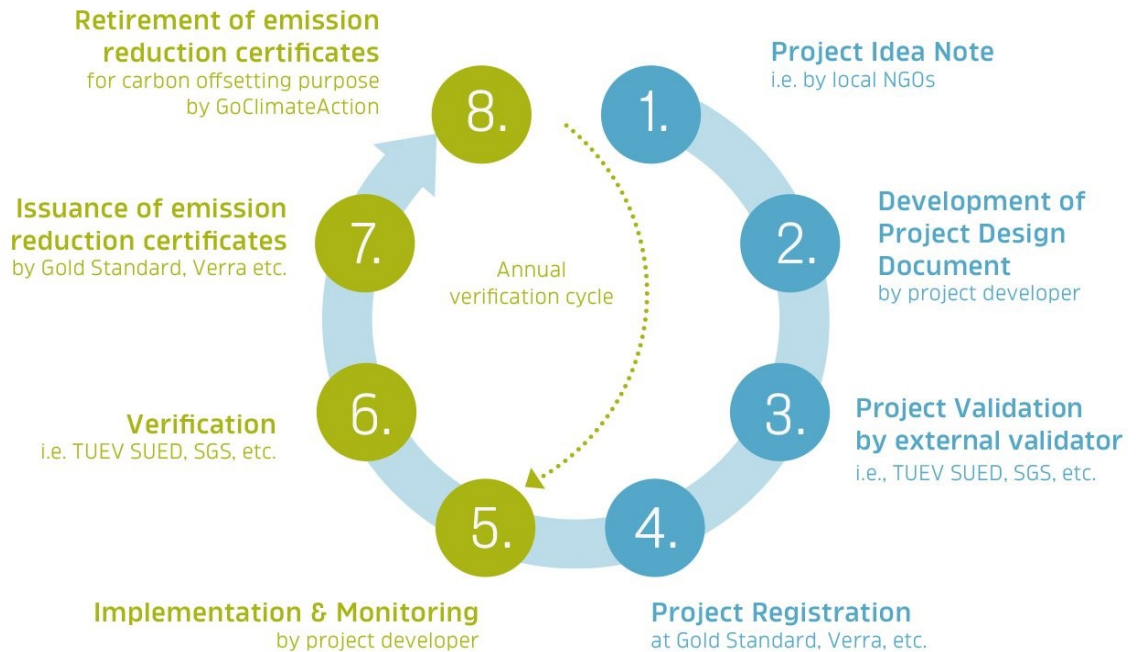 1.
Project Idea Note
i.e. by local NGOs
2.
Development of
Project Design
Document
by project developer
3.
Project Validation
by external validator
i.e., TUEV SUED, SGS, etc.
4.
Project Registration
at Gold Standard, Verra, etc.
5.
Implementation & Monitoring
by project developer
6.
Verification
i.e. TUEV SUED, SGS, etc.
7.
Issuance of emission
reduction certificates
by Gold Standard, Verra etc.
8.
Retirement of emission
reduction certificates
for carbon offsetting purpose
by GoClimateAction
Annual
verification cycle